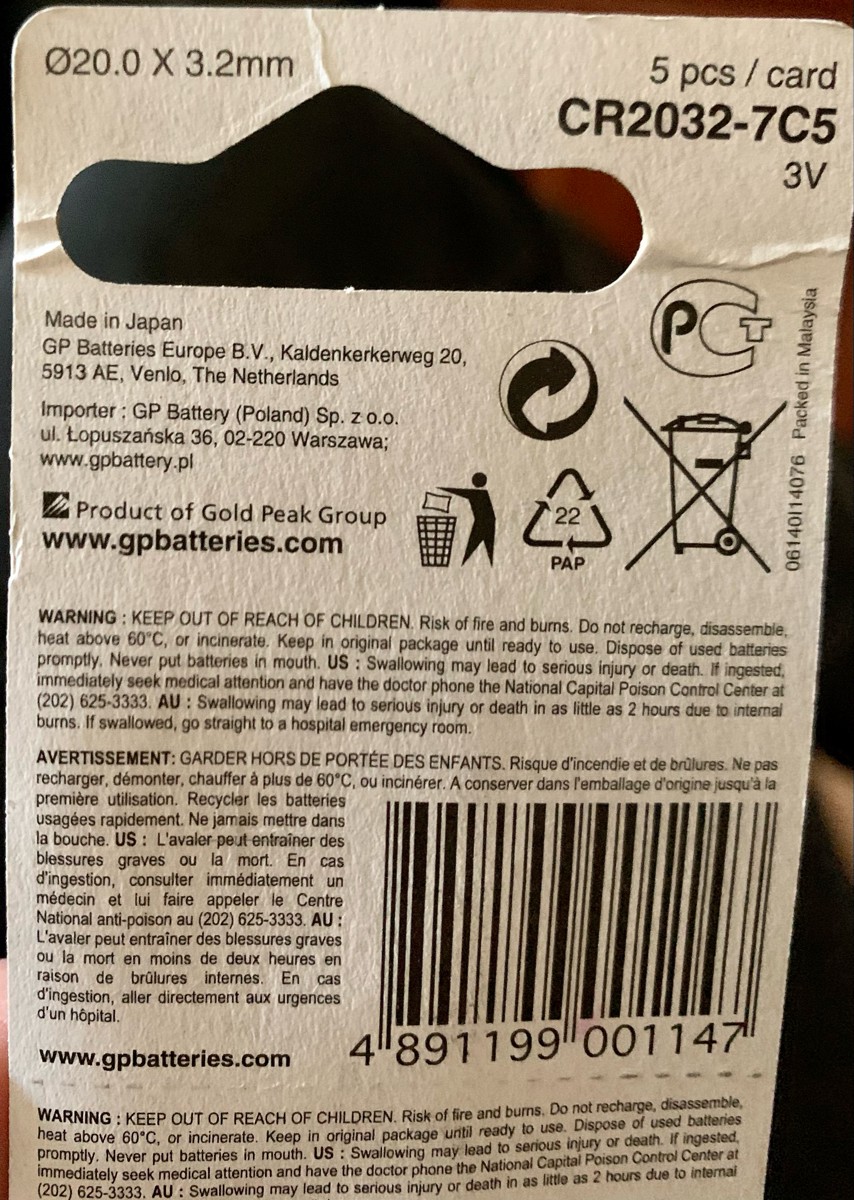 Ø20.0 X 3.2mm
5 pcs / card
CR2032-7C5
3V
Made in Japan
GP Batteries Europe B.V., Kaldenkerkerweg 20,
5913 AE, Venlo, The Netherlands
Importer : GP Battery (Poland) Sp. z o.o.
ul. Łopuszańska 36, 02-220 Warszawa;
www.gpbattery.pl
Product of Gold Peak Group
www.gpbatteries.com
PCT
22
PAP
06140I14076 Packed in Malaysia
WARNING : KEEP OUT OF REACH OF CHILDREN. Risk of fire and burns. Do not recharge, disassemble,
heat above 60°C, or incinerate. Keep in original package until ready to use. Dispose of used batteries
promptly. Never put batteries in mouth. US : Swallowing may lead to serious injury or death. If ingested,
immediately seek medical attention and have the doctor phone the National Capital Poison Control Center at
(202) 625-3333. AU : Swallowing may lead to serious injury or death in as little as 2 hours due to internal
burns. If swallowed, go straight to a hospital emergency room.
AVERTISSEMENT: GARDER HORS DE PORTÉE DES ENFANTS. Risque d'incendie et de brûlures. Ne pas
recharger, démonter, chauffer à plus de 60°C, ou incinérer. A conserver dans l'emballage d'origine jusqu'à la
première utilisation. Recycler les batteries
usagées rapidement. Ne jamais mettre dans
la bouche. US : L'avaler peut entraîner des
blessures graves ou la mort. En cas
d'ingestion, consulter immédiatement un
médecin et lui faire appeler le Centre
National anti-poison au (202) 625-3333. AU :
L'avaler peut entraîner des blessures graves
ou la mort en moins de deux heures en
raison de brûlures internes. En cas
d'ingestion, aller directement aux urgences
d'un hôpital.
www.gpbatteries.com
4 891199 001147
WARNING : KEEP OUT OF REACH OF CHILDREN. Risk of fire and burns. Do not recharge, disassemble,
heat above 60°C, or incinerate. Keep in original package until ready to use. Dispose of used batteries
promptly. Never put batteries in mouth. US : Swallowing may lead to serious injury or death. If ingested,
immediately seek medical attention and have the doctor phone the National Capital Poison Control Center at
(202) 625-3333. AU : Swallowing may lead to serious injury or death in as little as 2 hours due to internal